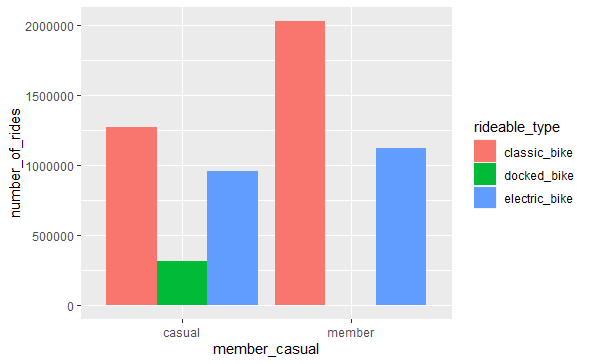 2000000
1500000
1000000
500000
0
number_of_rides
casual
member
member_casual
rideable_type
classic_bike
docked_bike
electric_bike